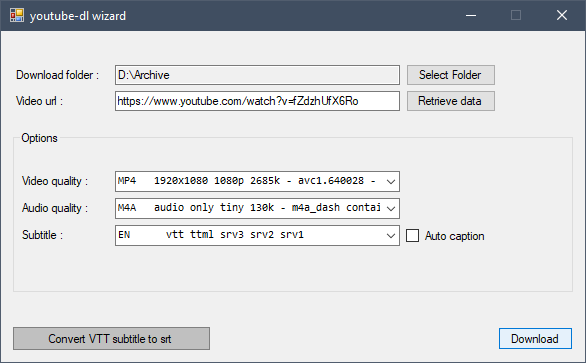 youtube-dl wizard
Download folder : D:\Archive Select Folder
Video url : https://www.youtube.com/watch?v=fZdzhUfX6Ro Retrieve data
Options
Video quality : MP4 1920x1080 1080p 2685k - avc1.640028 -
Audio quality : M4A audio only tiny 130k - m4a_dash contai
Subtitle : EN vtt ttml srv3 srv2 srv1 Auto caption
Convert VTT subtitle to srt Download